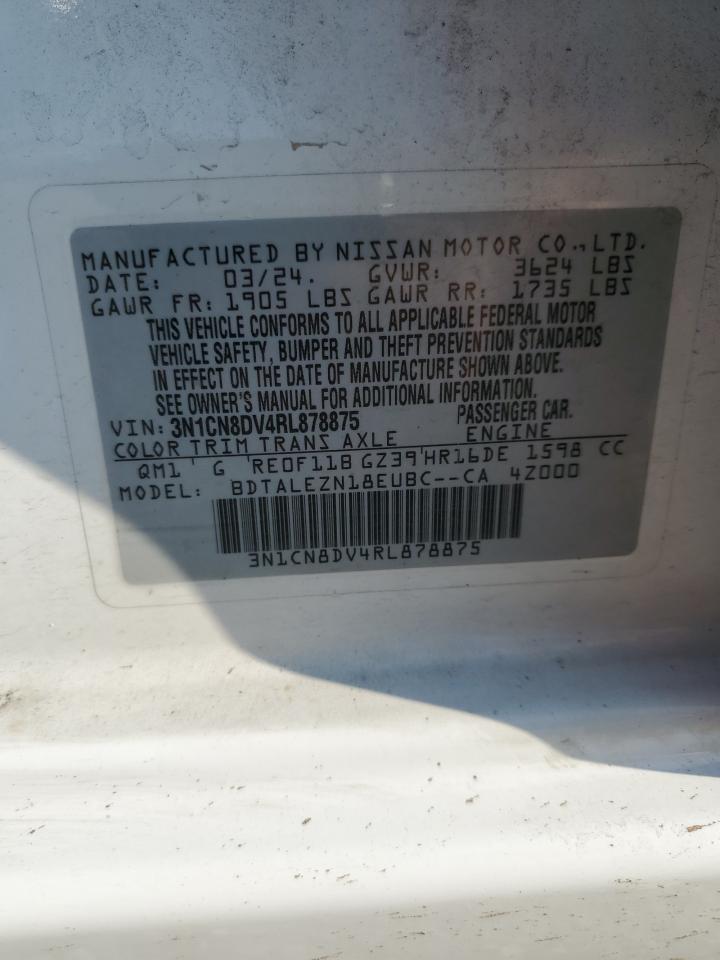 MANUFACTURED BY NISSAN MOTOR CO., LTD.
DATE: 03/24. GVWR: 3624 LBS
GAWR FR: 1905 LBS GAWR RR: 1735 LBS
THIS VEHICLE CONFORMS TO ALL APPLICABLE FEDERAL MOTOR
VEHICLE SAFETY, BUMPER AND THEFT PREVENTION STANDARDS
IN EFFECT ON THE DATE OF MANUFACTURE SHOWN ABOVE.
SEE OWNER'S MANUAL FOR ADDITIONAL INFORMATION.
VIN: 3N1CN8DV4RL878875 PASSENGER CAR.
COLOR TRIM TRANS AXLE ENGINE
QM1 G RE0F11B GZ39 HR16DE 1598 CC
MODEL: BDTALEZN18EUBC--CA 4Z000
3N1CN8DV4RL878875